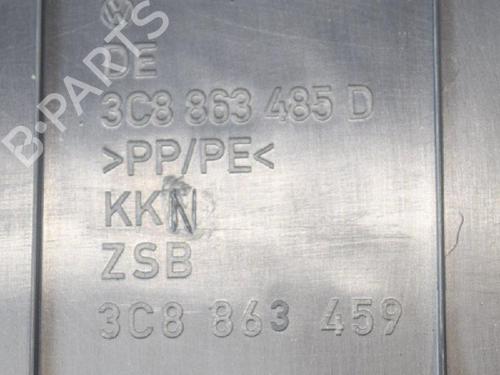 DE
3C8 863 485 D
>PP/PE<
KKN
ZSB
3C8 863 459
B-PARTS